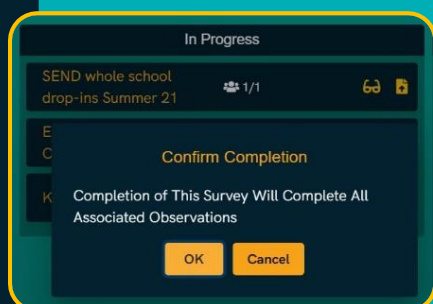 In Progress
SEND whole school
drop-ins Summer 21
1/1
E
C
K
Confirm Completion
Completion of This Survey Will Complete All
Associated Observations
OK Cancel